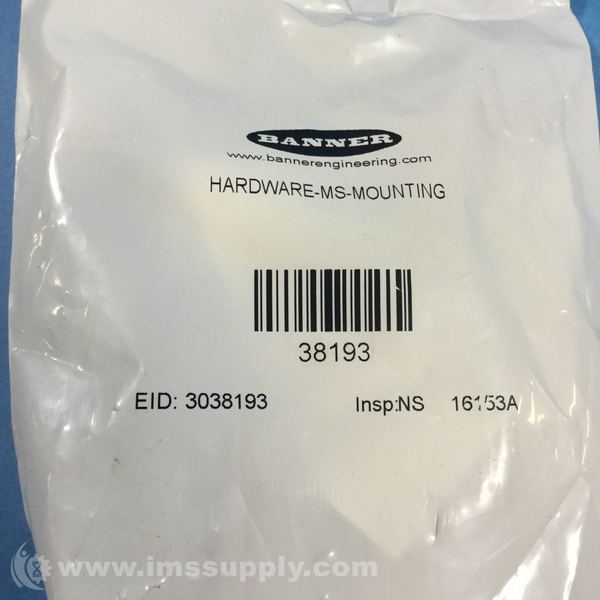 BANNER
www.bannerengineering.com
HARDWARE-MS-MOUNTING
38193
EID: 3038193 Insp:NS 16153A
www.imssupply.com